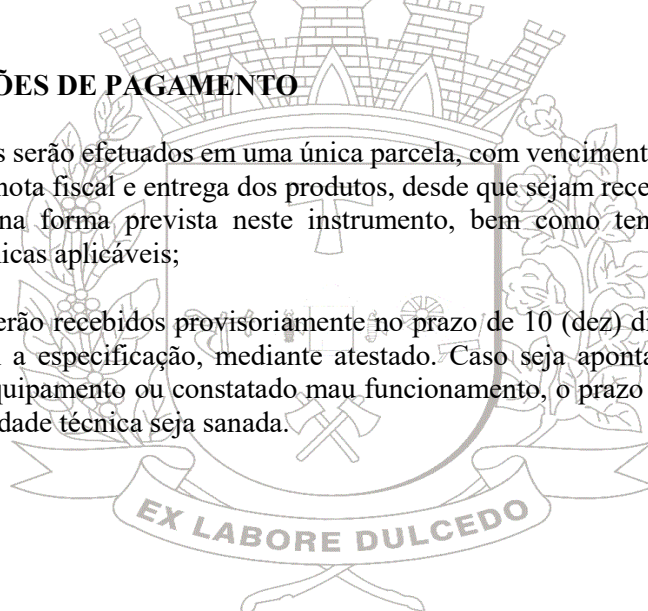 ÕES DE PAGAMENTO
s serão efetuados em uma única parcela, com venciment
nota fiscal e entrega dos produtos, desde que sejam rece
na forma prevista neste instrumento, bem como ten
icas aplicáveis;
erão recebidos provisoriamente no prazo de 10 (dez) di
a especificação, mediante atestado. Caso seja aponta
quipamento ou constatado mau funcionamento, o prazo
dade técnica seja sanada.
EX LABORE DULCEDO